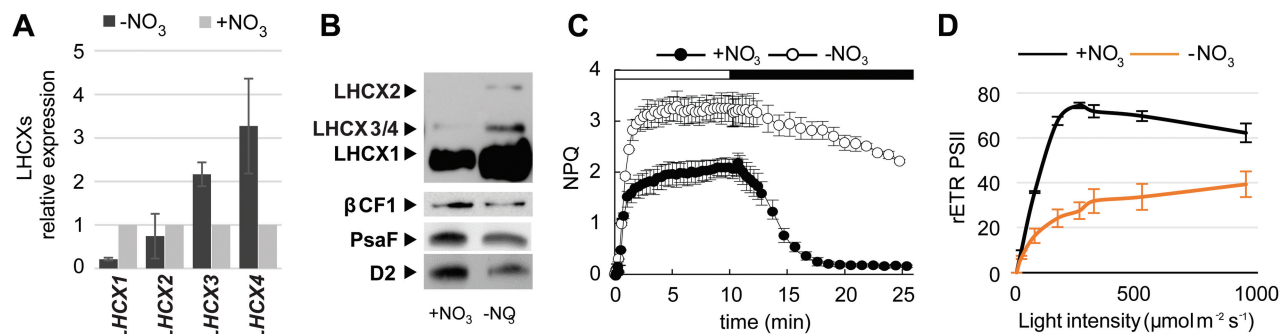 A
-NO3
+NO3
LHCXs
relative expression
5
4
3
2
1
0
LHCX1
LHCX2
LHCX3
LHCX4
B
LHCX2
LHCX3/4
LHCX1
βCF1
PsaF
D2
+NO3
-NO3
C
+NO3
-NO3
NPQ
4
3
2
1
0
0
5
10
15
20
25
time (min)
D
+NO3
-NO3
rETR PSII
80
60
40
20
0
0
500
1000
Light intensity (µmol m-2 s-1)